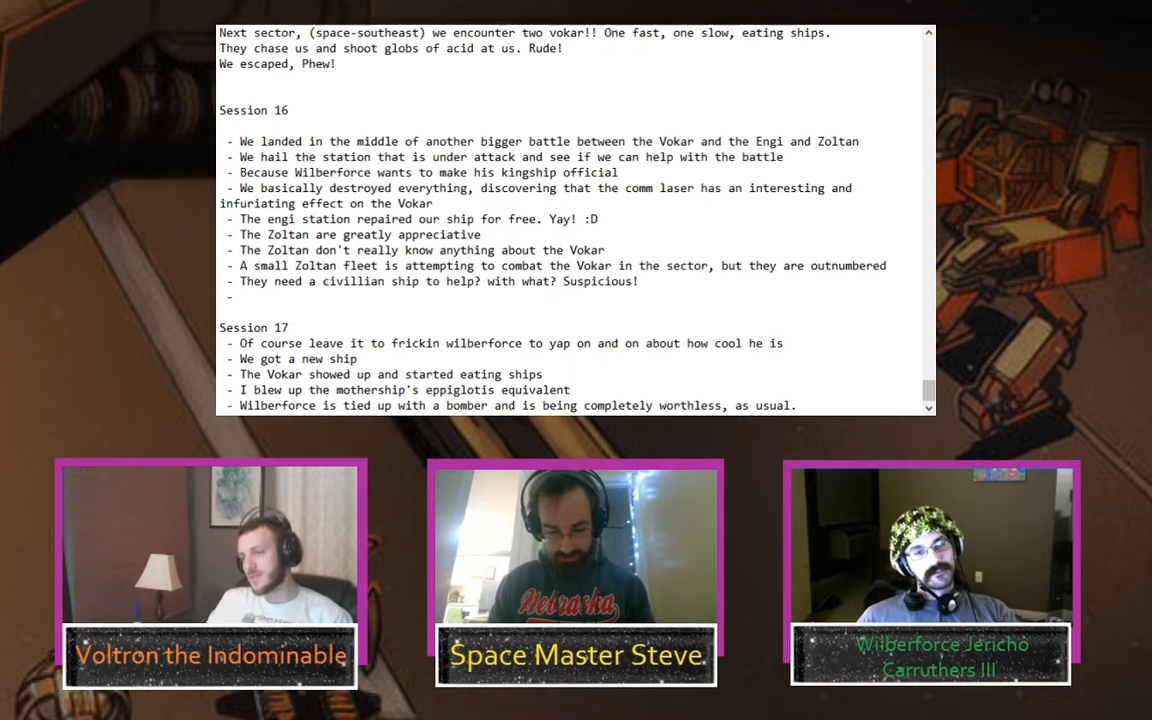 Next sector, (space-southeast) we encounter two vokar!! One fast, one slow, eating ships.
They chase us and shoot globs of acid at us. Rude!
We escaped, Phew!
Session 16
- We landed in the middle of another bigger battle between the Vokar and the Engi and Zoltan
- We hail the station that is under attack and see if we can help with the battle
- Because Wilberforce wants to make his kingship official
- We basically destroyed everything, discovering that the comm laser has an interesting and
infuriating effect on the Vokar
- The engi station repaired our ship for free. Yay! :D
- The Zoltan are greatly appreciative
- The Zoltan don't really know anything about the Vokar
- A small Zoltan fleet is attempting to combat the Vokar in the sector, but they are outnumbered
- They need a civillian ship to help? with what? Suspicious!
-
Session 17
- Of course leave it to frickin wilberforce to yap on and on about how cool he is
- We got a new ship
- The Vokar showed up and started eating ships
- I blew up the mothership's eppiglotis equivalent
- Wilberforce is tied up with a bomber and is being completely worthless, as usual.
Nebraska
Voltron the Indominable
Space Master Steve
Wilberforce Jericho
Carruthers III